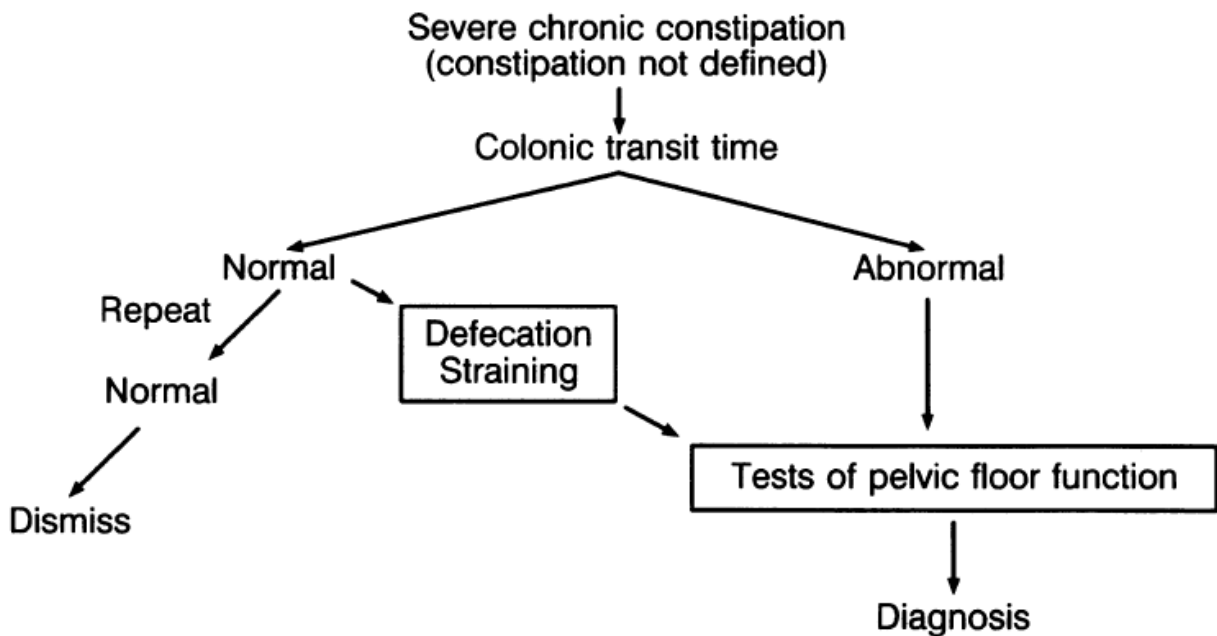 Severe chronic constipation
(constipation not defined)
Colonic transit time
Normal
Abnormal
Repeat
Defecation
Straining
Normal
Tests of pelvic floor function
Dismiss
Diagnosis